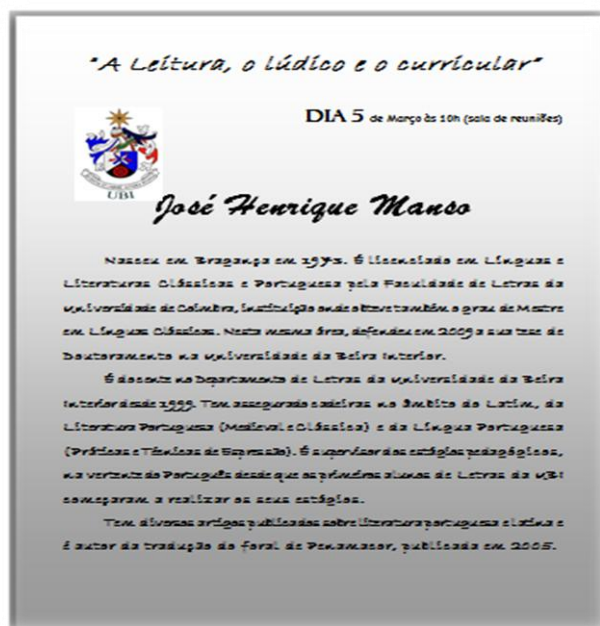 "A Leitura, o lúdico e o curricular"
DIA 5 de Março às 10h (sala de reuniões)
UBI
José Henrique Manso
Nasceu em Bragança em 1973. É licenciado em Línguas e
Literaturas Clássicas e Portuguesa pela Faculdade de Letras da
Universidade de Coimbra, instituição onde obteve também o grau de Mestre
em Línguas Clássicas. Nesta mesma área, defendeu em 2009 a sua tese de
Doutoramento na Universidade da Beira Interior.
É docente no Departamento de Letras da Universidade da Beira
Interior desde 1999. Tem assegurado cadeiras no âmbito do Latim, da
Literatura Portuguesa (Medieval e Clássica) e da Língua Portuguesa
(Práticas e Técnicas de Expressão). É supervisor dos estágios pedagógicos,
na vertente do Português desde que os primeiros alunos de Letras da UBI
começaram a realizar os seus estágios.
Tem diversos artigos publicados sobre literatura portuguesa e latina e
é autor da tradução do foral de Penamacor, publicada em 2005.